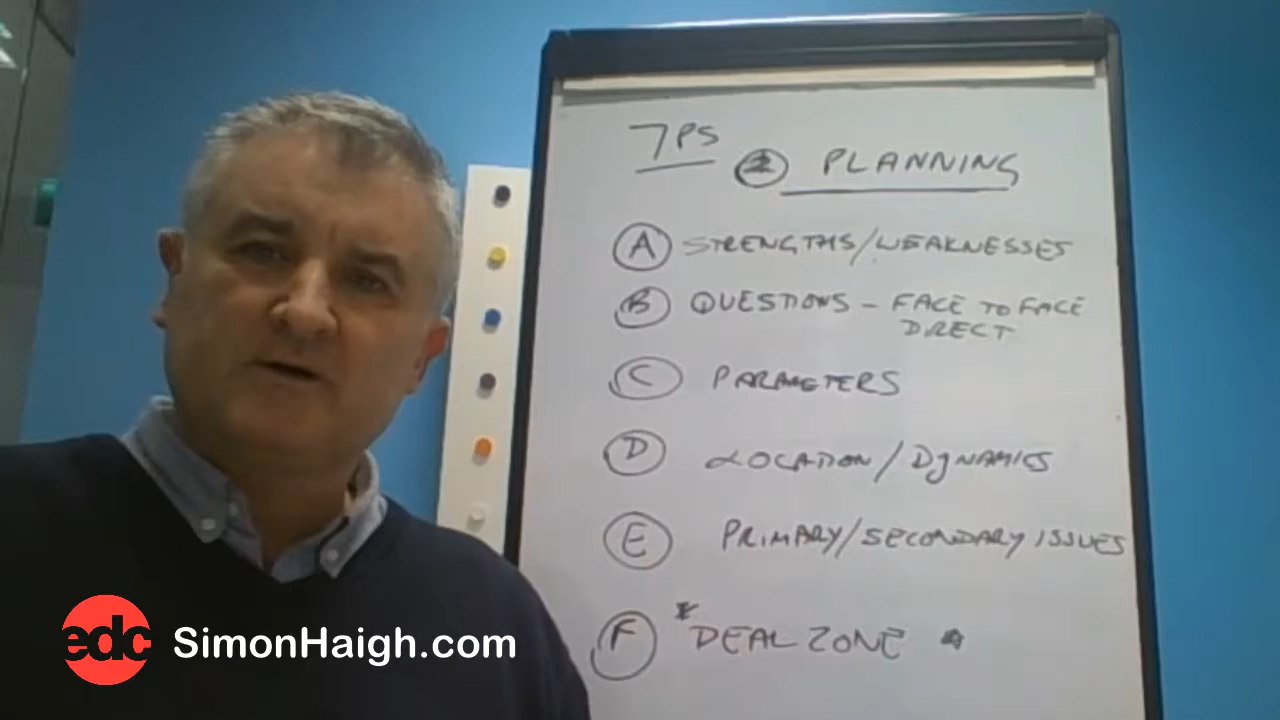 7PS
2 PLANNING
A STRENGTHS/WEAKNESSES
B QUESTIONS - FACE TO FACE
DIRECT
C PARAMETERS
D LOCATION/DYNAMICS
E PRIMARY/SECONDARY ISSUES
F * DEAL ZONE *
edc SimonHaigh.com